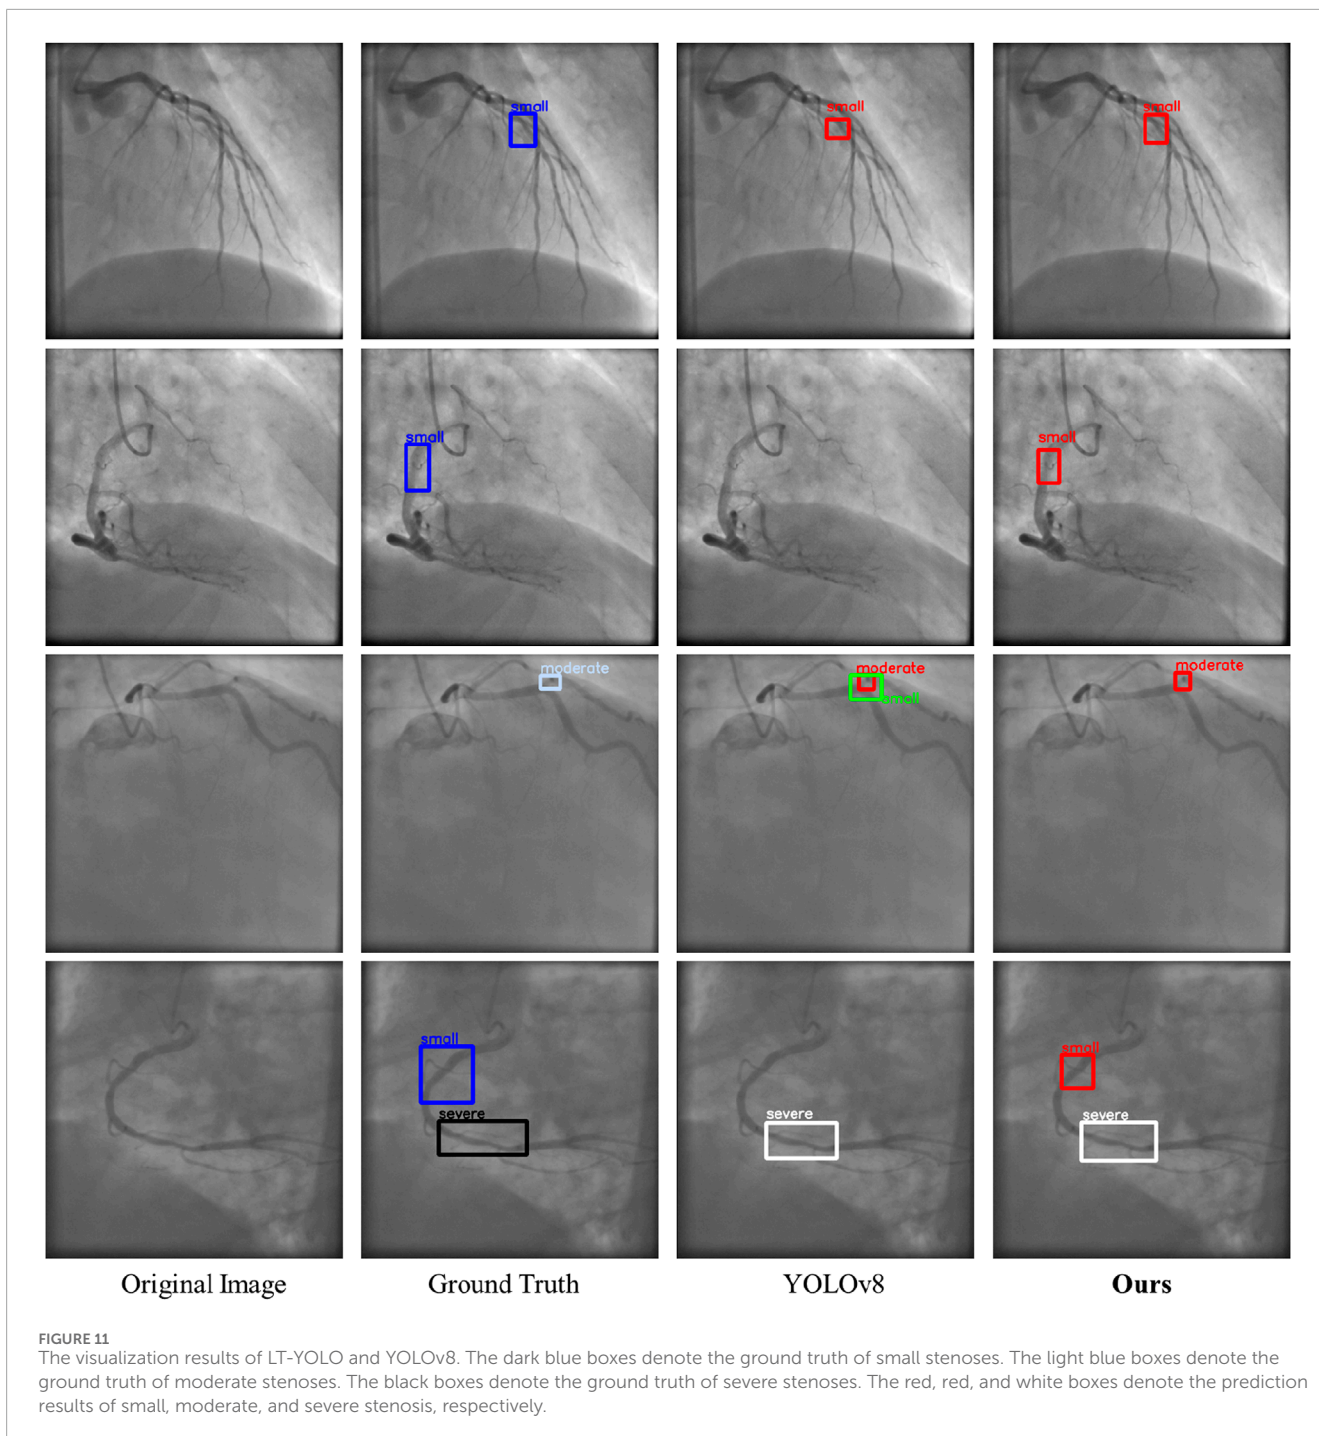 small small small
small small
moderate moderate moderate
small
small small
severe severe severe
Original Image Ground Truth YOLOv8 Ours
FIGURE 11
The visualization results of LT-YOLO and YOLOv8. The dark blue boxes denote the ground truth of small stenoses. The light blue boxes denote the
ground truth of moderate stenoses. The black boxes denote the ground truth of severe stenoses. The red, red, and white boxes denote the prediction
results of small, moderate, and severe stenosis, respectively.